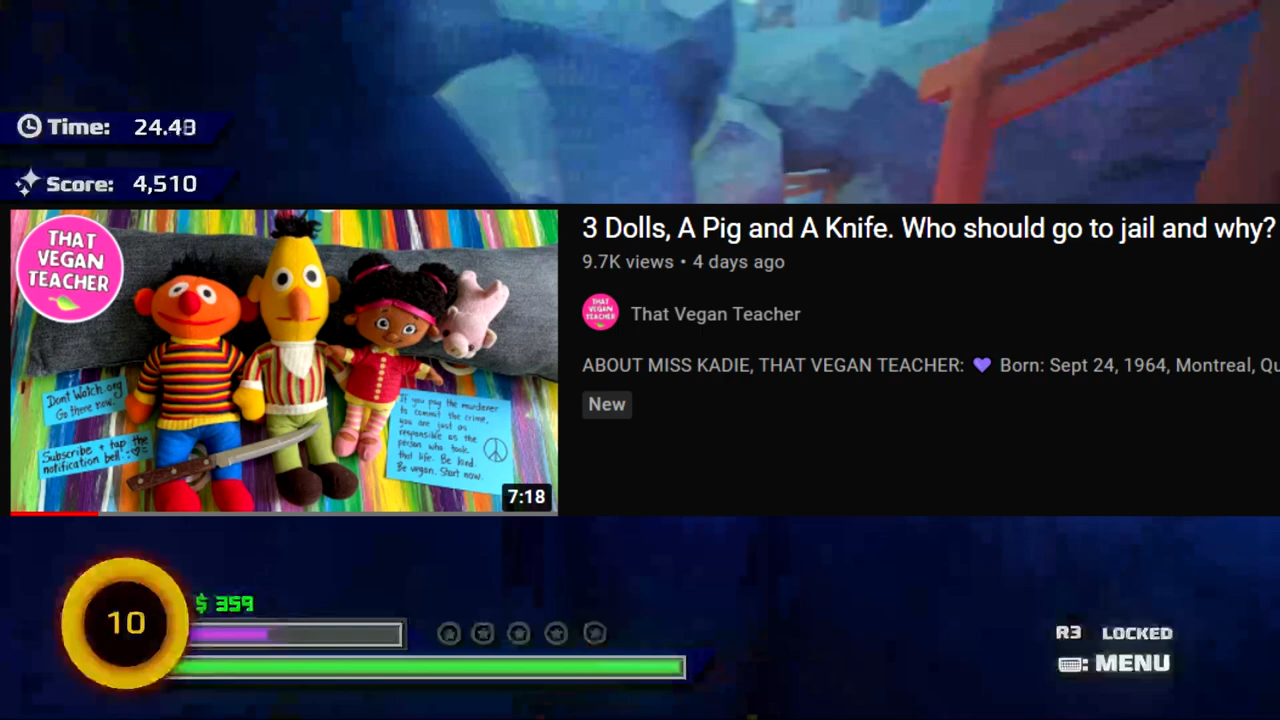 Time: 24.48
Score: 4,510
THAT
VEGAN
TEACHER
Dont Watch.org
Go there now.
Subscribe + tap the
notification bell
If you pay the murderer
to commit the crime,
you are just as
responsible as the
person who took
that life. Be kind.
Be vegan. Start now.
7:18
3 Dolls, A Pig and A Knife. Who should go to jail and why?
9.7K views • 4 days ago
THAT
VEGAN
TEACHER
That Vegan Teacher
ABOUT MISS KADIE, THAT VEGAN TEACHER: 💜 Born: Sept 24, 1964, Montreal, Qu
New
10
$ 359
R3 LOCKED
: MENU